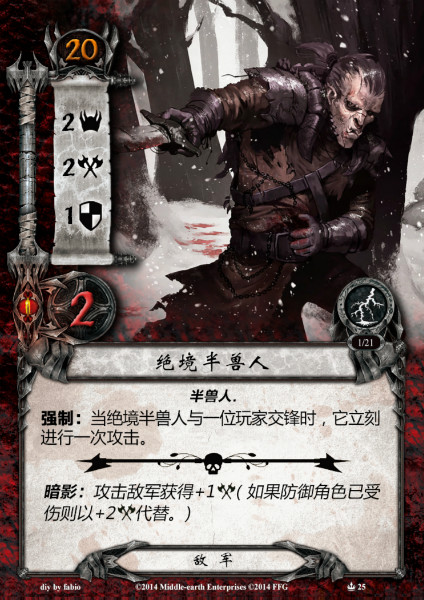 20
2
2
1
2
1/21
绝境半兽人
半兽人.
强制：当绝境半兽人与一位玩家交锋时，它立刻
进行一次攻击。
暗影：攻击敌军获得+1（如果防御角色已受
伤则以+2代替。）
敌军
diy by fabio ©2014 Middle-earth Enterprises ©2014 FFG 25